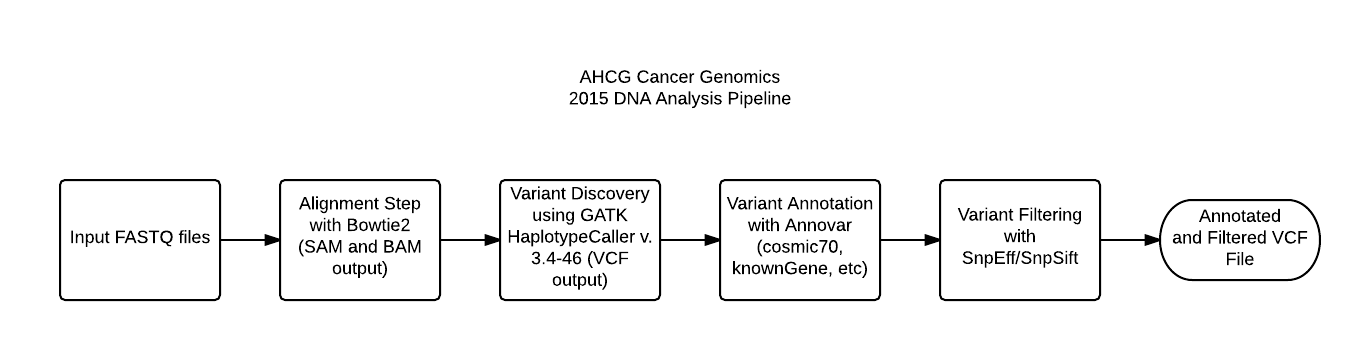 AHCG Cancer Genomics
2015 DNA Analysis Pipeline
Input FASTQ files
Alignment Step
with Bowtie2
(SAM and BAM
output)
Variant Discovery
using GATK
HaplotypeCaller v.
3.4-46 (VCF
output)
Variant Annotation
with Annovar
(cosmic70,
knownGene, etc)
Variant Filtering
with
SnpEff/SnpSift
Annotated
and Filtered VCF
File